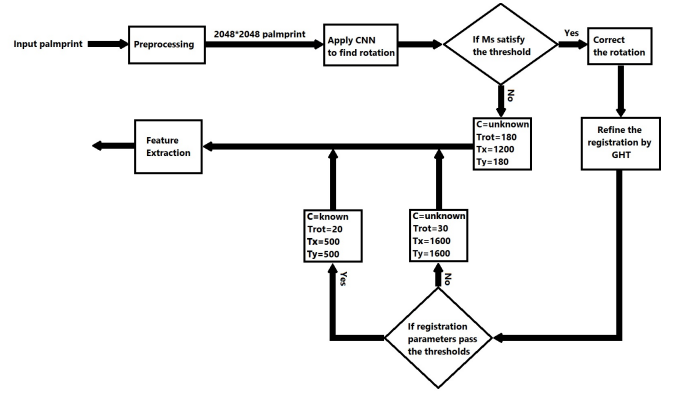 Input palmprint
Preprocessing
2048*2048 palmprint
Apply CNN
to find rotation
If Ms satisfy
the threshold
Yes
Correct
the rotation
No
C=unknown
Trot=180
Tx=1200
Ty=180
Refine the
registration by
GHT
Feature
Extraction
C=known
Trot=20
Tx=500
Ty=500
C=unknown
Trot=30
Tx=1600
Ty=1600
Yes
No
If registration
parameters pass
the thresholds